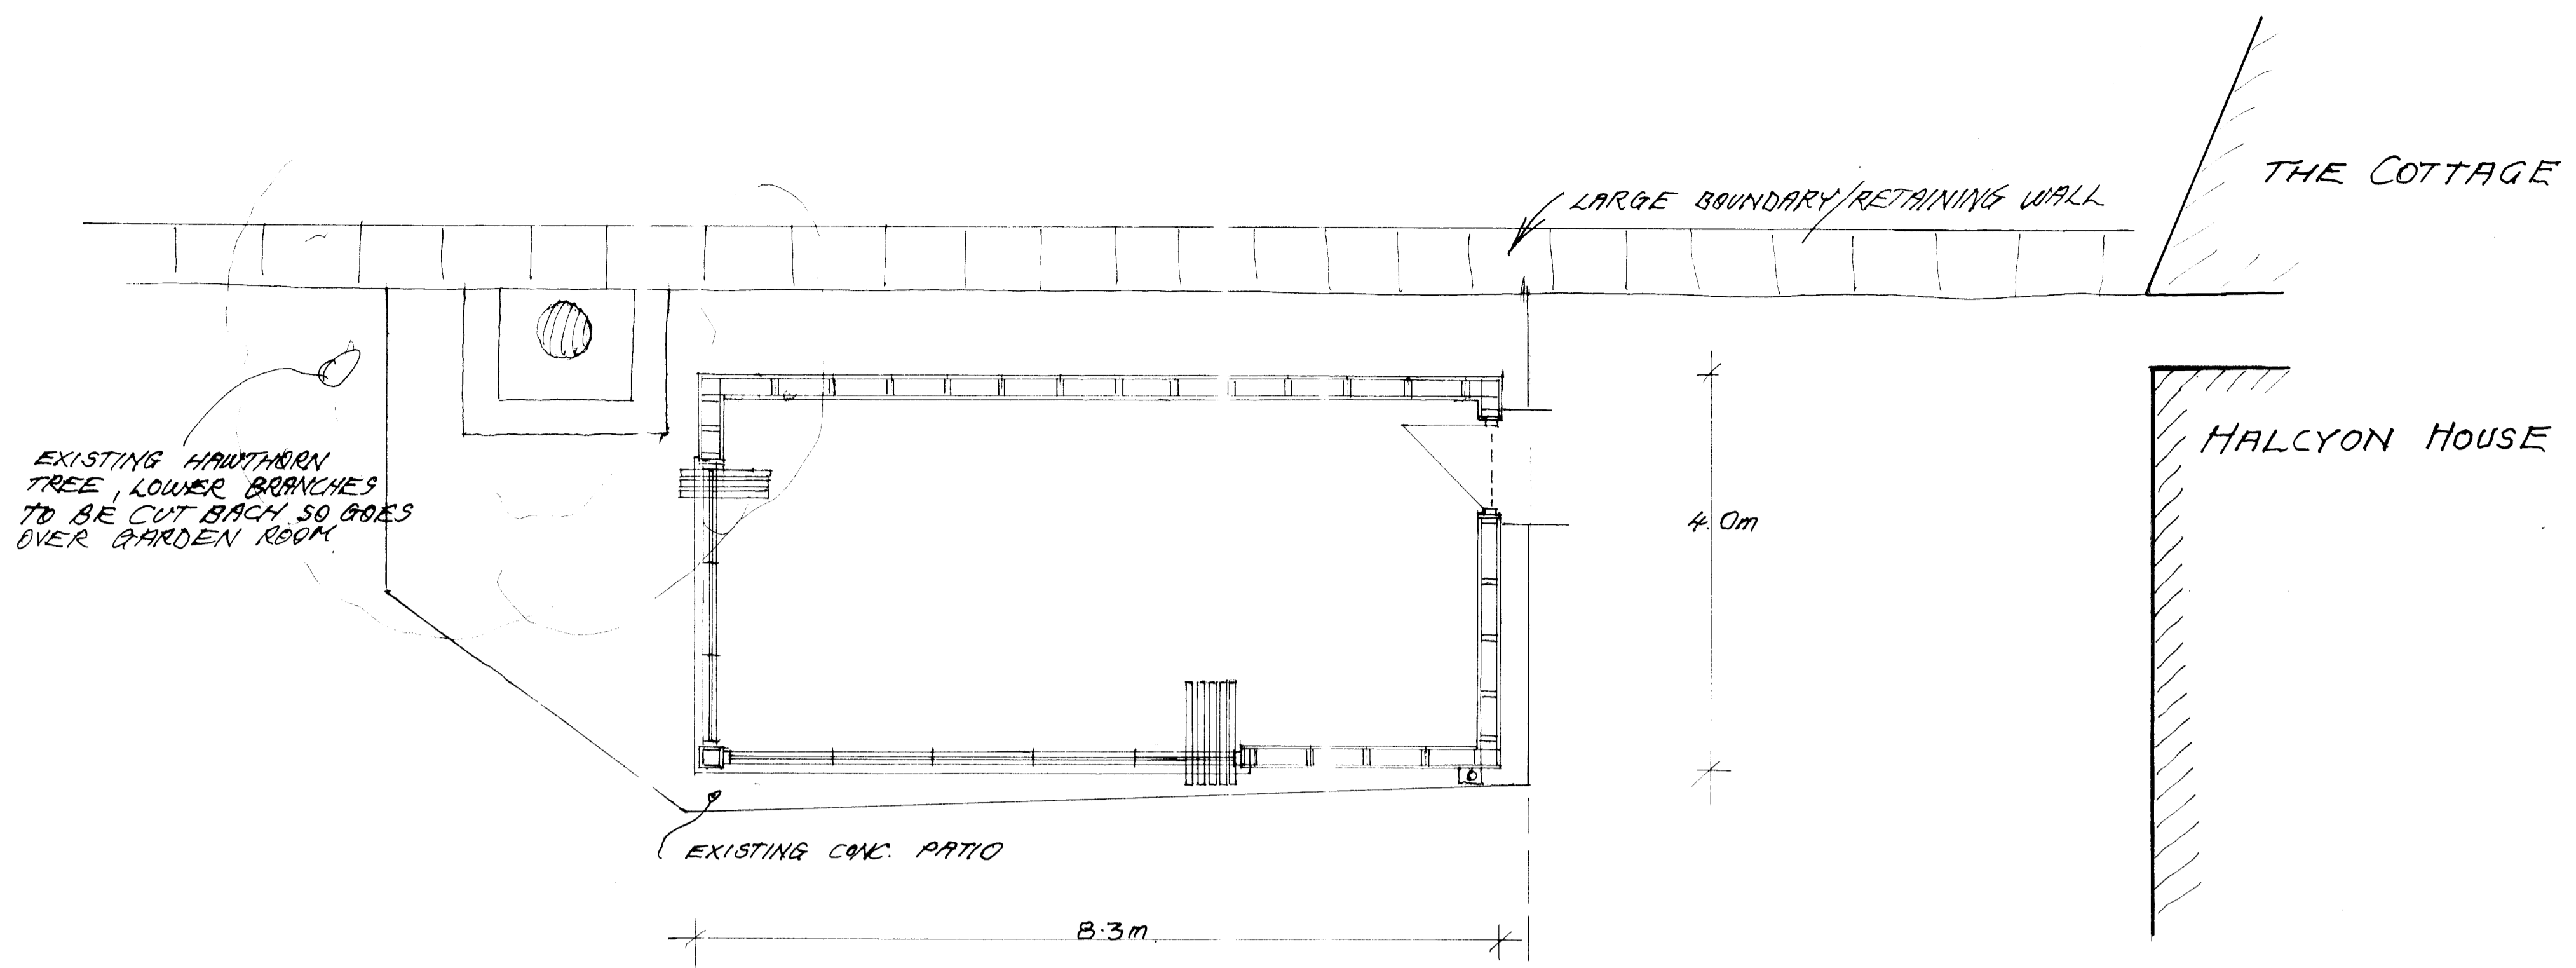 THE COTTAGE
LARGE BOUNDARY/RETAINING WALL
HALCYON HOUSE
EXISTING HAWTHORN
TREE, LOWER BRANCHES
TO BE CUT BACH SO GOES
OVER GARDEN ROOM
4.0m
EXISTING CONC. PATIO
8.3m.